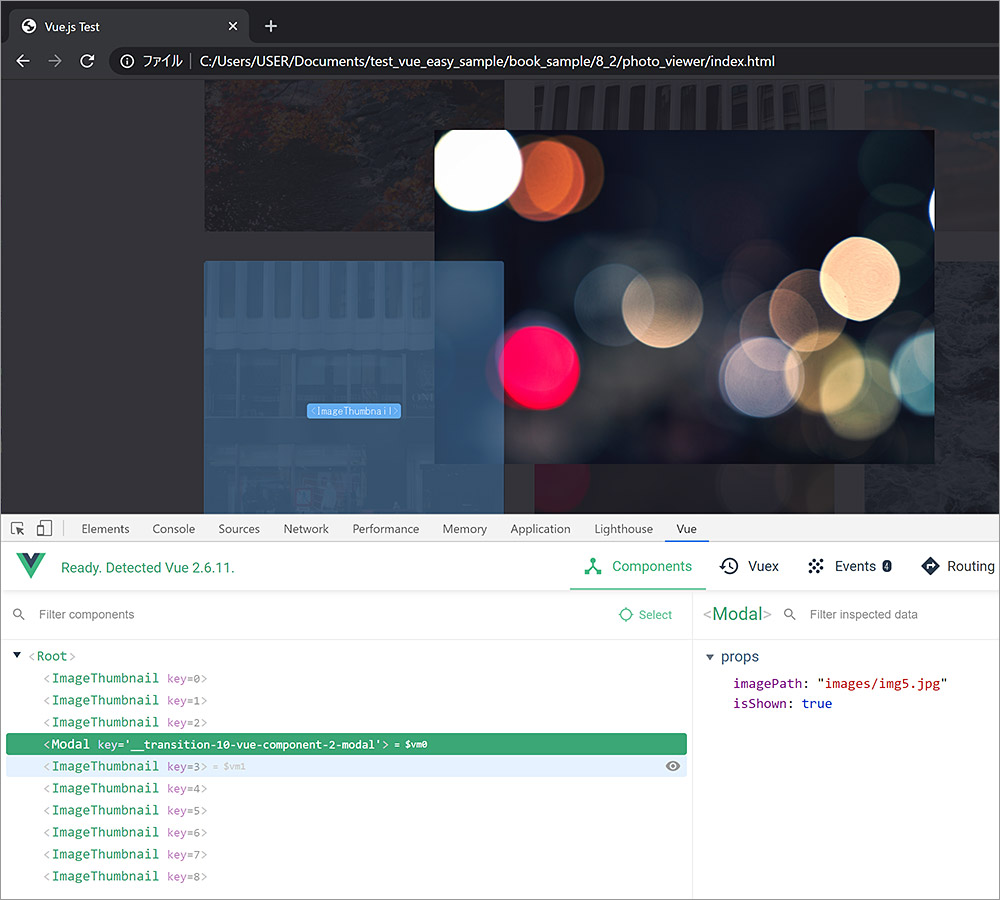 Vue.js Test
ファイル C:/Users/USER/Documents/test_vue_easy_sample/book_sample/8_2/photo_viewer/index.html
<ImageThumbnail>
Elements Console Sources Network Performance Memory Application Lighthouse Vue
Ready. Detected Vue 2.6.11. Components Vuex Events 4 Routing
Filter components Select <Modal> Filter inspected data
<Root>
<ImageThumbnail key=0>
<ImageThumbnail key=1>
<ImageThumbnail key=2>
<Modal key='__transition-10-vue-component-2-modal'> = $vm0
<ImageThumbnail key=3> = $vm1
<ImageThumbnail key=4>
<ImageThumbnail key=5>
<ImageThumbnail key=6>
<ImageThumbnail key=7>
<ImageThumbnail key=8>
props
imagePath: "images/img5.jpg"
isShown: true